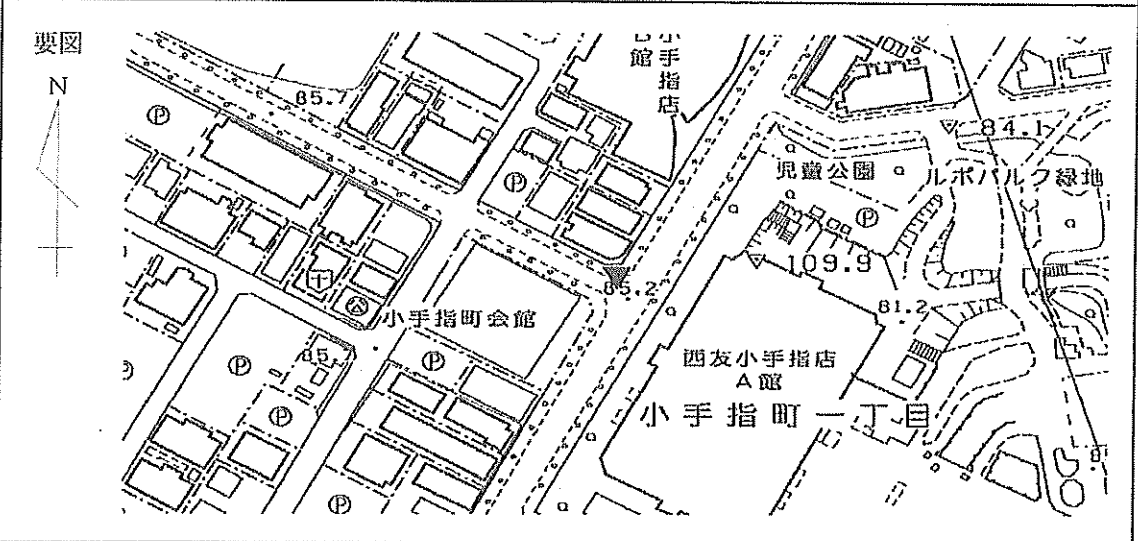 要図
N
小手指店
館
85.7
84.1
児童公園
ルポパルク緑地
109.9
85.2
81.2
小手指町会館
85.
西友小手指店
A館
小手指町一丁目
P
P
P
P
P
P
P